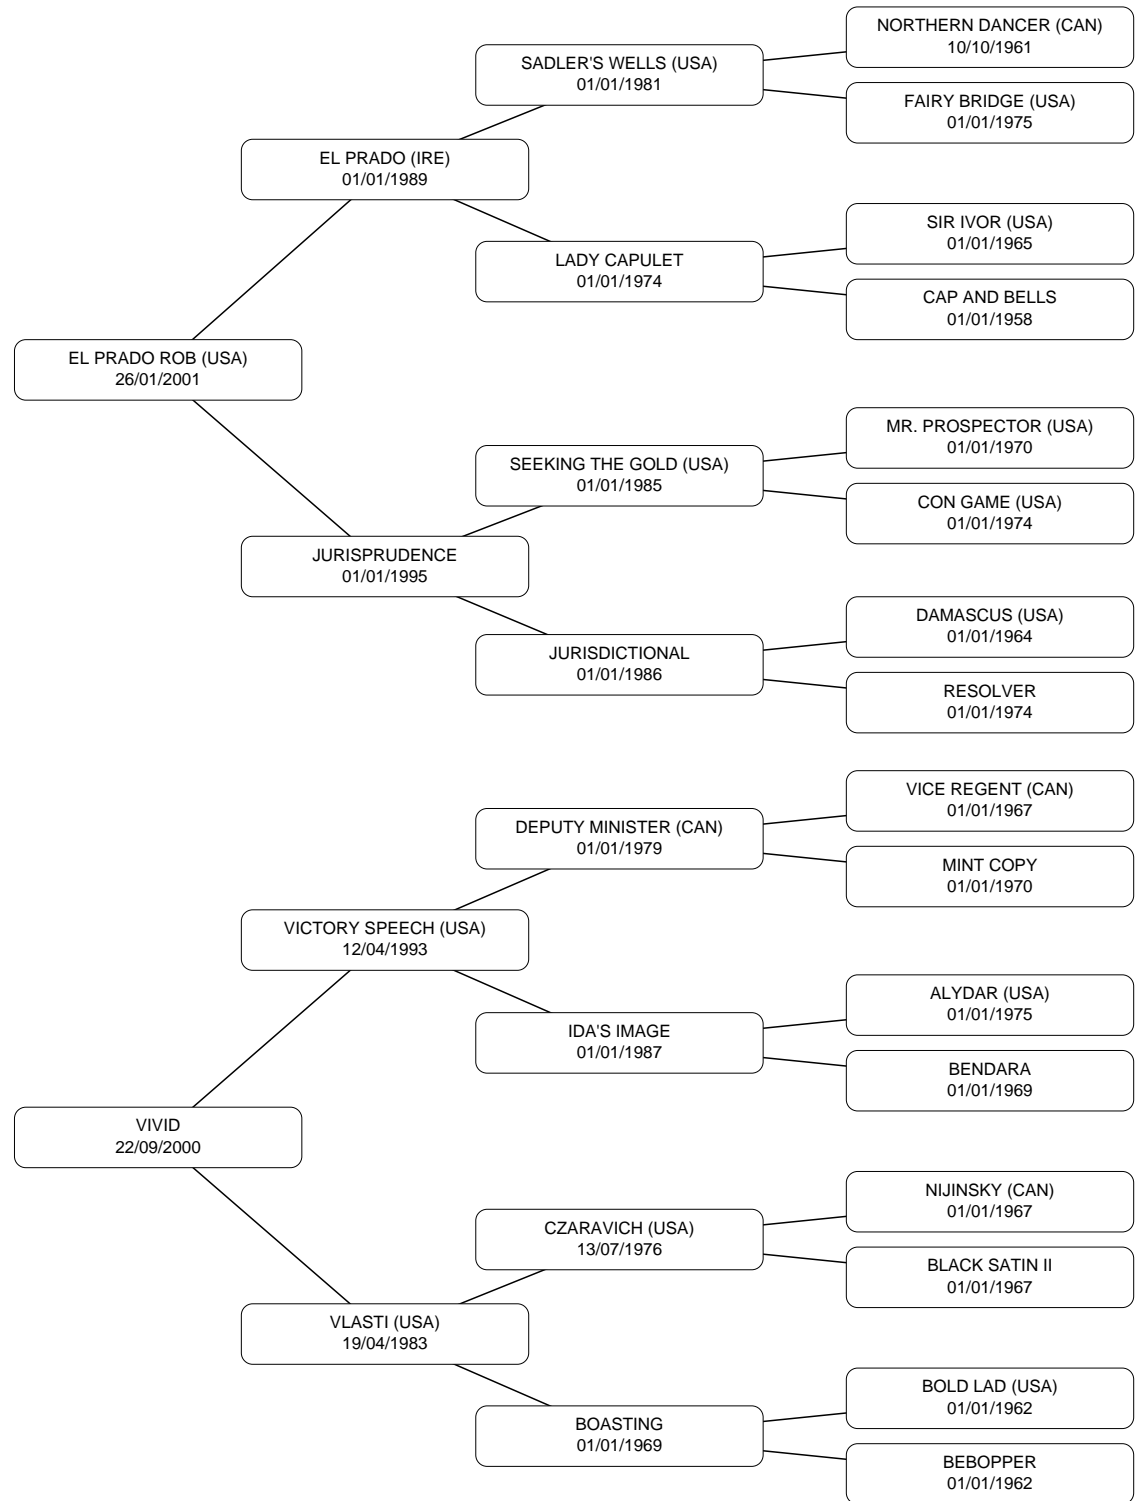 NORTHERN DANCER (CAN)
10/10/1961
SADLER'S WELLS (USA)
01/01/1981
FAIRY BRIDGE (USA)
01/01/1975
EL PRADO (IRE)
01/01/1989
SIR IVOR (USA)
01/01/1965
LADY CAPULET
01/01/1974
CAP AND BELLS
01/01/1958
EL PRADO ROB (USA)
26/01/2001
MR. PROSPECTOR (USA)
01/01/1970
SEEKING THE GOLD (USA)
01/01/1985
CON GAME (USA)
01/01/1974
JURISPRUDENCE
01/01/1995
DAMASCUS (USA)
01/01/1964
JURISDICTIONAL
01/01/1986
RESOLVER
01/01/1974
VICE REGENT (CAN)
01/01/1967
DEPUTY MINISTER (CAN)
01/01/1979
MINT COPY
01/01/1970
VICTORY SPEECH (USA)
12/04/1993
ALYDAR (USA)
01/01/1975
IDA'S IMAGE
01/01/1987
BENDARA
01/01/1969
VIVID
22/09/2000
NIJINSKY (CAN)
01/01/1967
CZARAVICH (USA)
13/07/1976
BLACK SATIN II
01/01/1967
VLASTI (USA)
19/04/1983
BOLD LAD (USA)
01/01/1962
BOASTING
01/01/1969
BEBOPPER
01/01/1962